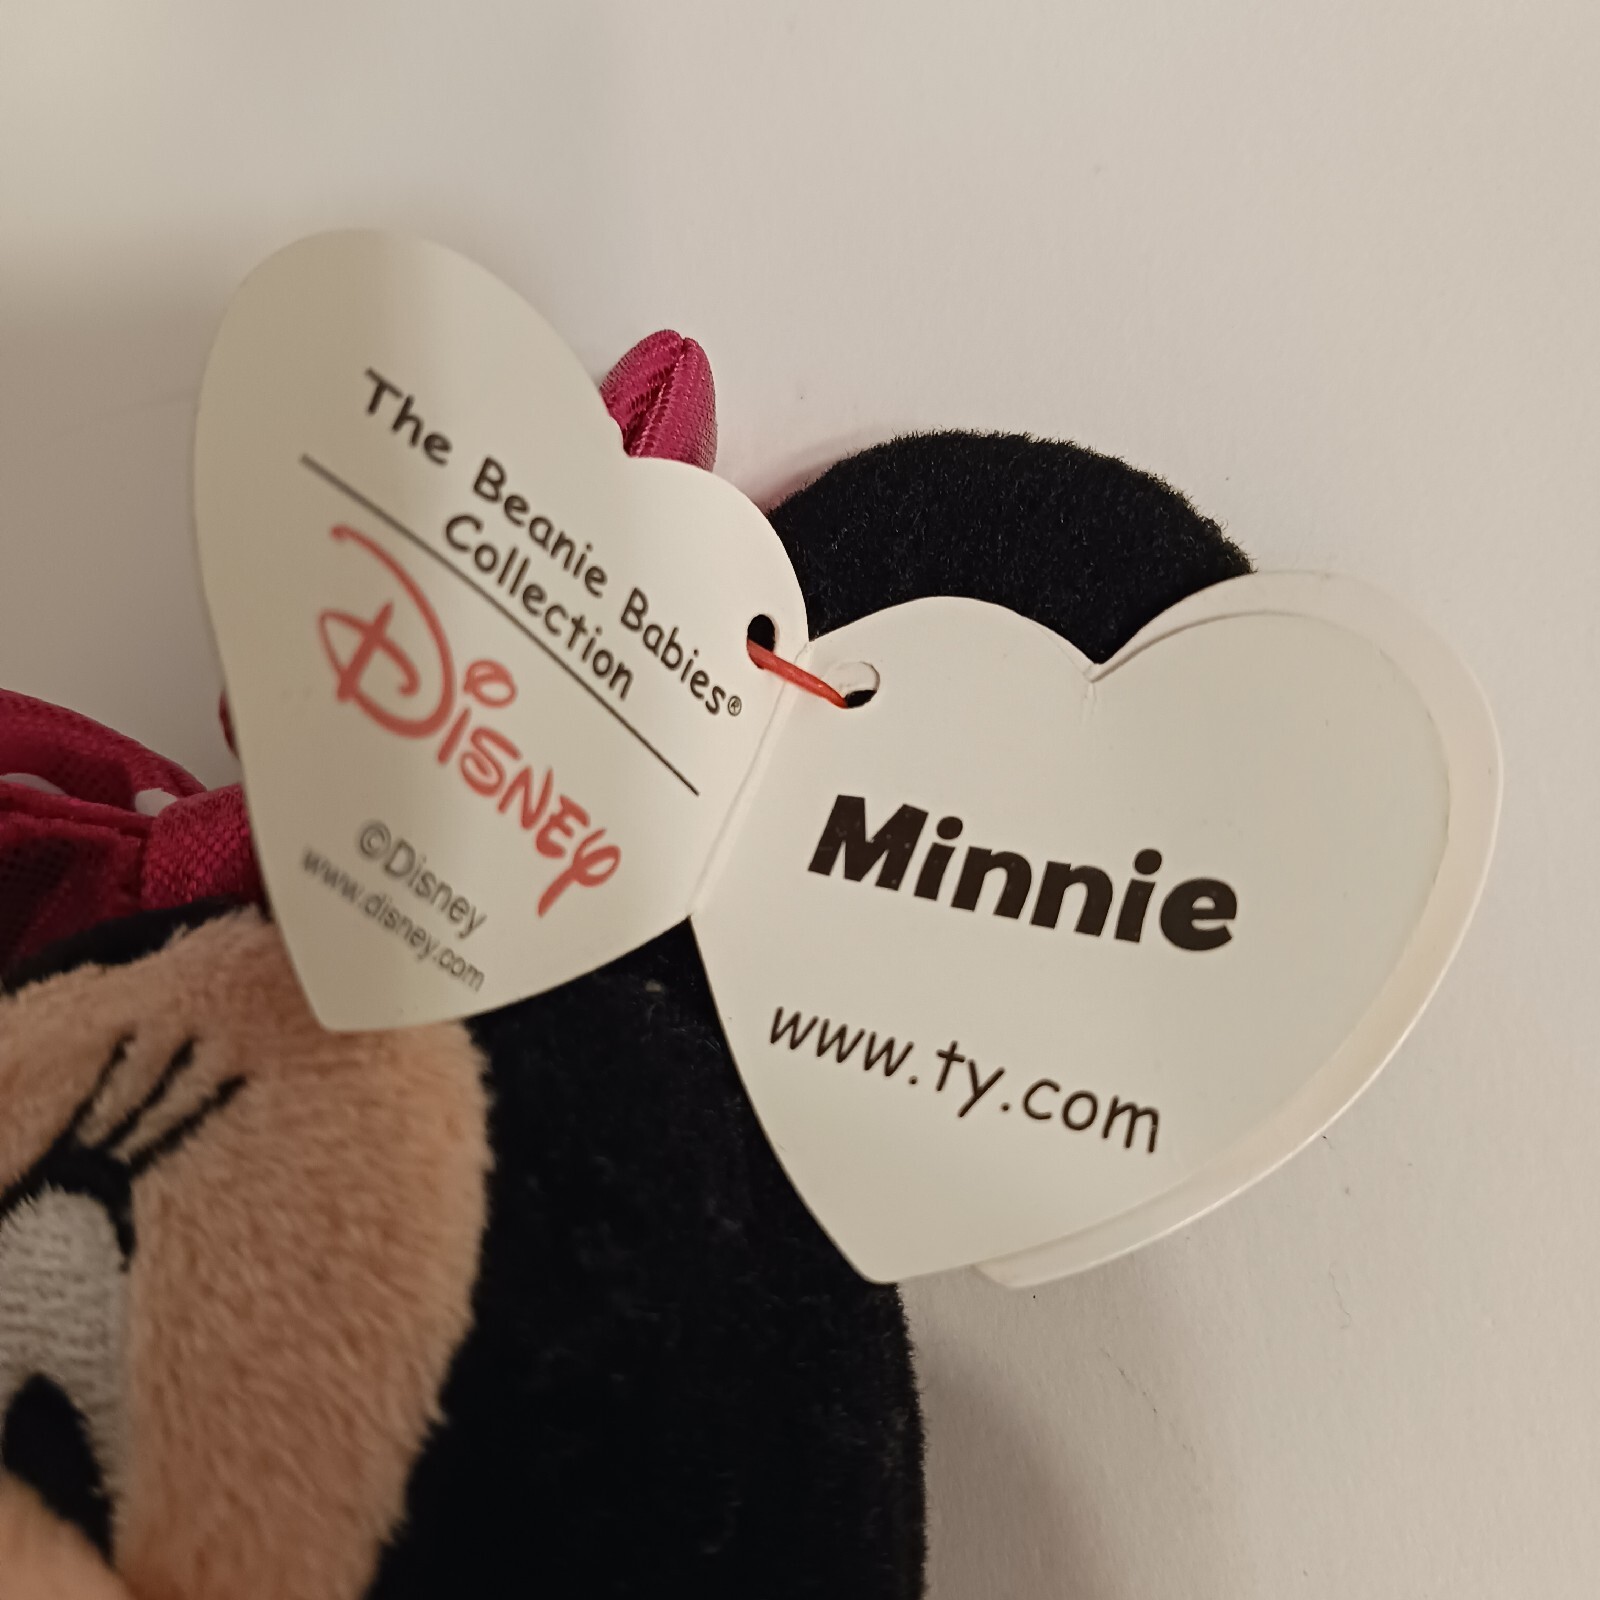 The Beanie Babies®
Collection
Disney
©Disney
www.disney.com
Minnie
www.ty.com